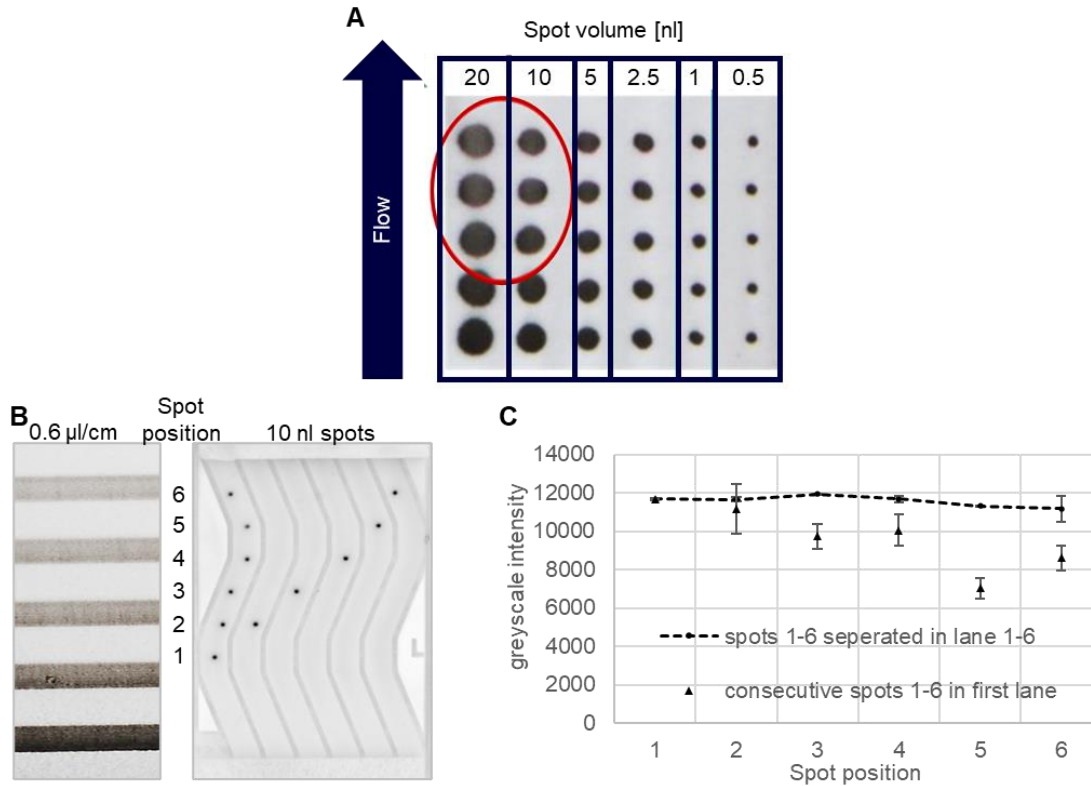 A
Spot volume [nl]
20 10 5 2.5 1 0.5
Flow
B
Spot
position
0.6 µl/cm
10 nl spots
6
5
4
3
2
1
L
C
14000
12000
10000
8000
6000
4000
2000
0
greyscale intensity
spots 1-6 seperated in lane 1-6
consecutive spots 1-6 in first lane
1 2 3 4 5 6
Spot position